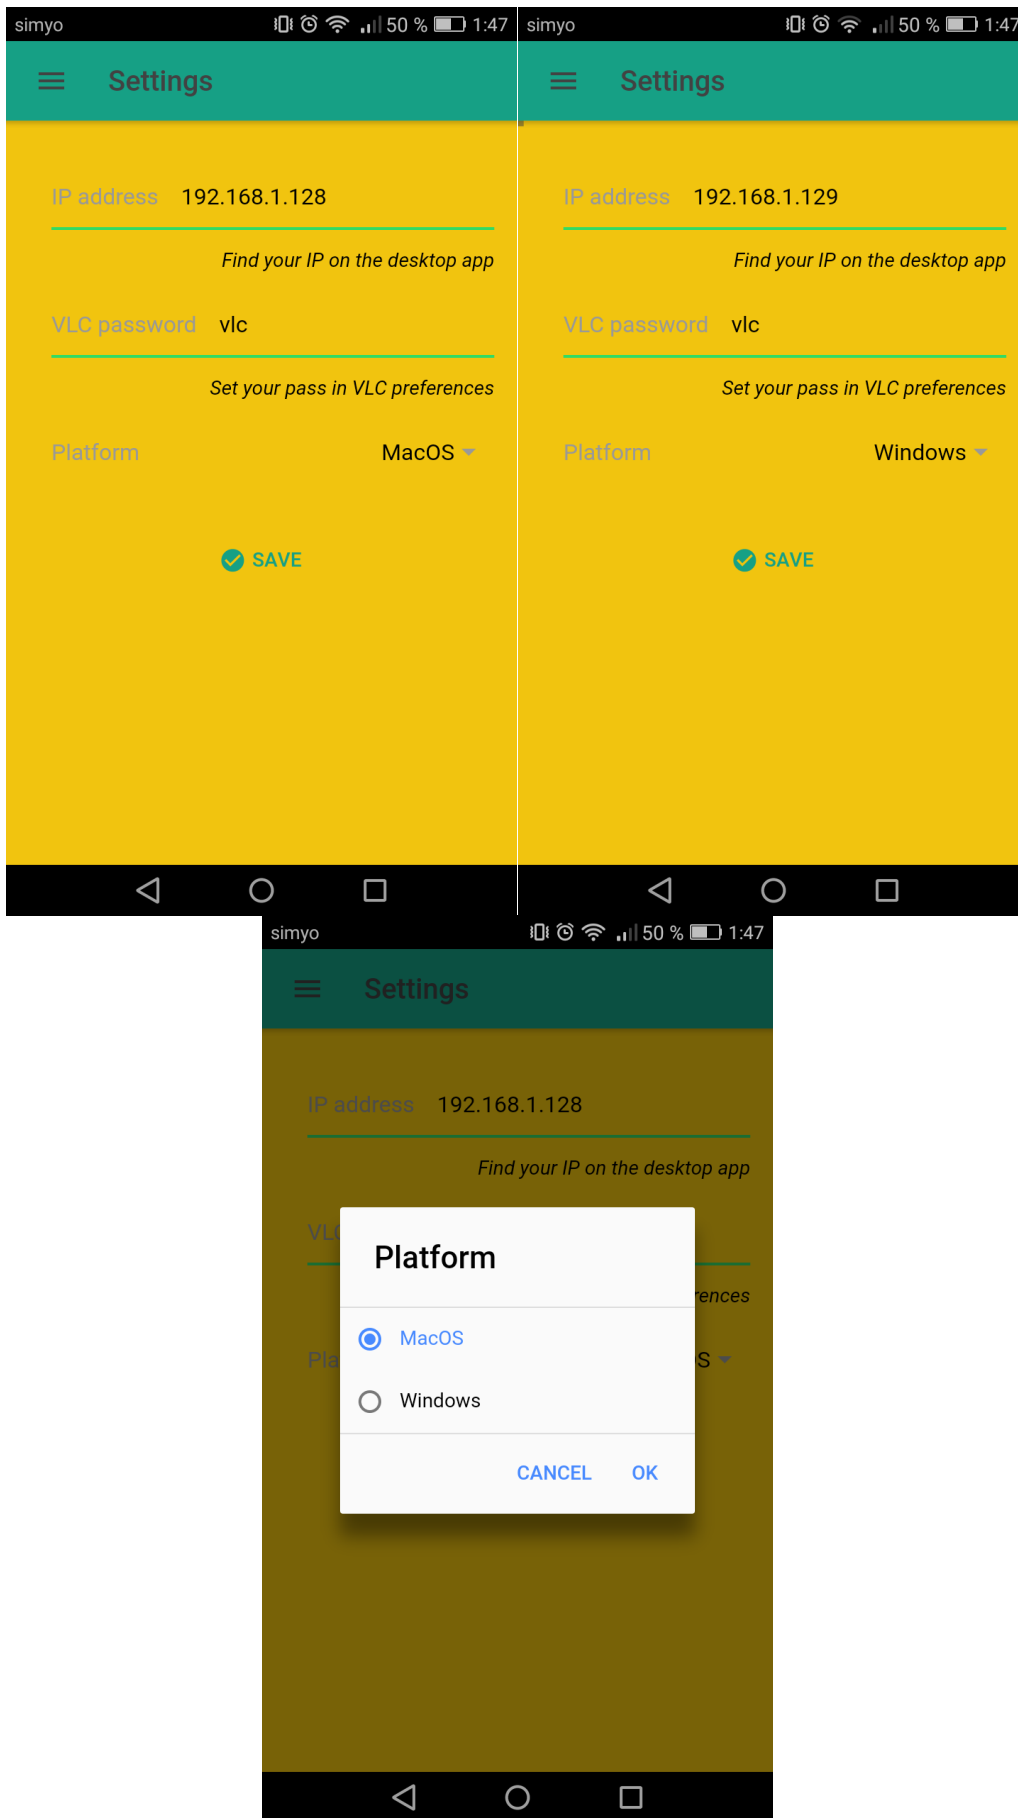 simyo 50 % 1:47
Settings
IP address 192.168.1.128
Find your IP on the desktop app
VLC password vlc
Set your pass in VLC preferences
Platform MacOS
SAVE
simyo 50 % 1:47
Settings
IP address 192.168.1.129
Find your IP on the desktop app
VLC password vlc
Set your pass in VLC preferences
Platform Windows
SAVE
simyo 50 % 1:47
Settings
IP address 192.168.1.128
Find your IP on the desktop app
VLC
rences
Platform
Pla
OS
MacOS
Windows
CANCEL OK